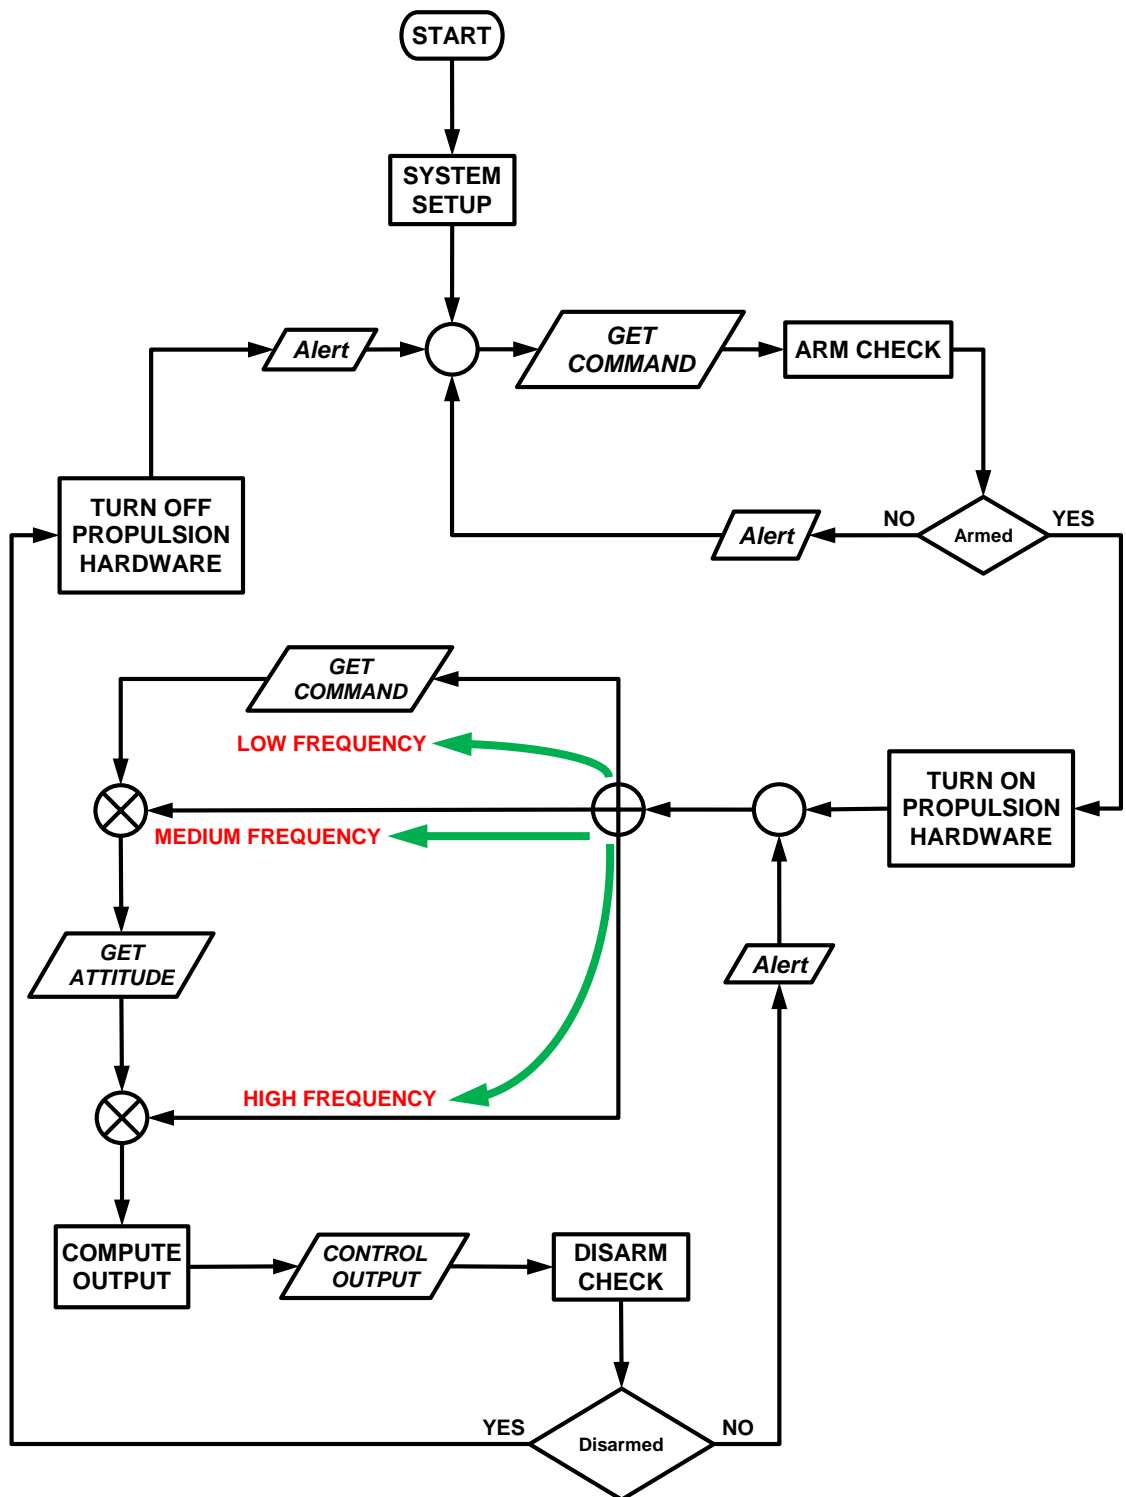 START
SYSTEM
SETUP
Alert
GET
COMMAND
ARM CHECK
TURN OFF
PROPULSION
HARDWARE
Alert
NO
Armed
YES
GET
COMMAND
LOW FREQUENCY
MEDIUM FREQUENCY
TURN ON
PROPULSION
HARDWARE
GET
ATTITUDE
Alert
HIGH FREQUENCY
COMPUTE
OUTPUT
CONTROL
OUTPUT
DISARM
CHECK
YES
Disarmed
NO